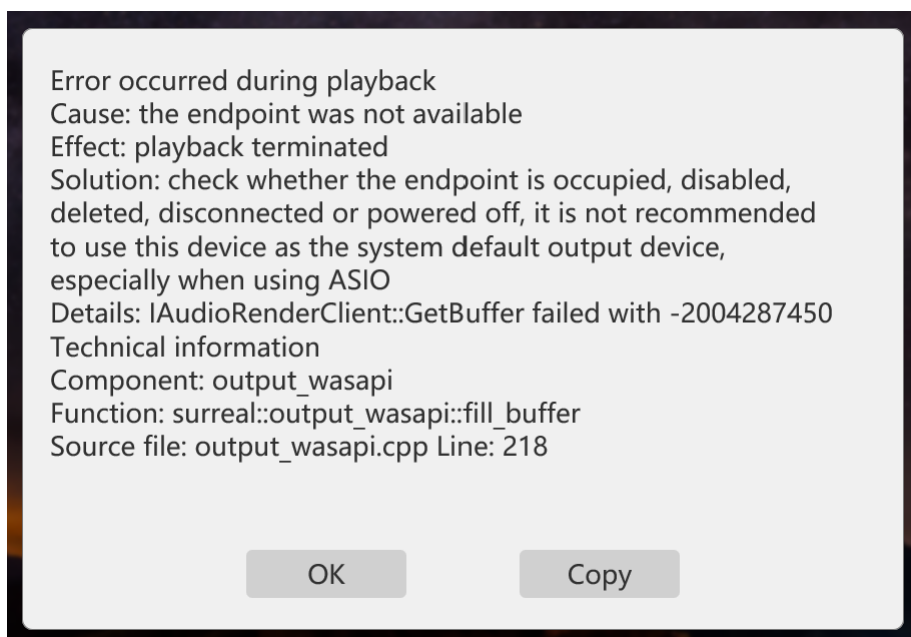 Error occurred during playback
Cause: the endpoint was not available
Effect: playback terminated
Solution: check whether the endpoint is occupied, disabled,
deleted, disconnected or powered off, it is not recommended
to use this device as the system default output device,
especially when using ASIO
Details: IAudioRenderClient::GetBuffer failed with -2004287450
Technical information
Component: output_wasapi
Function: surreal::output_wasapi::fill_buffer
Source file: output_wasapi.cpp Line: 218
OK
Copy